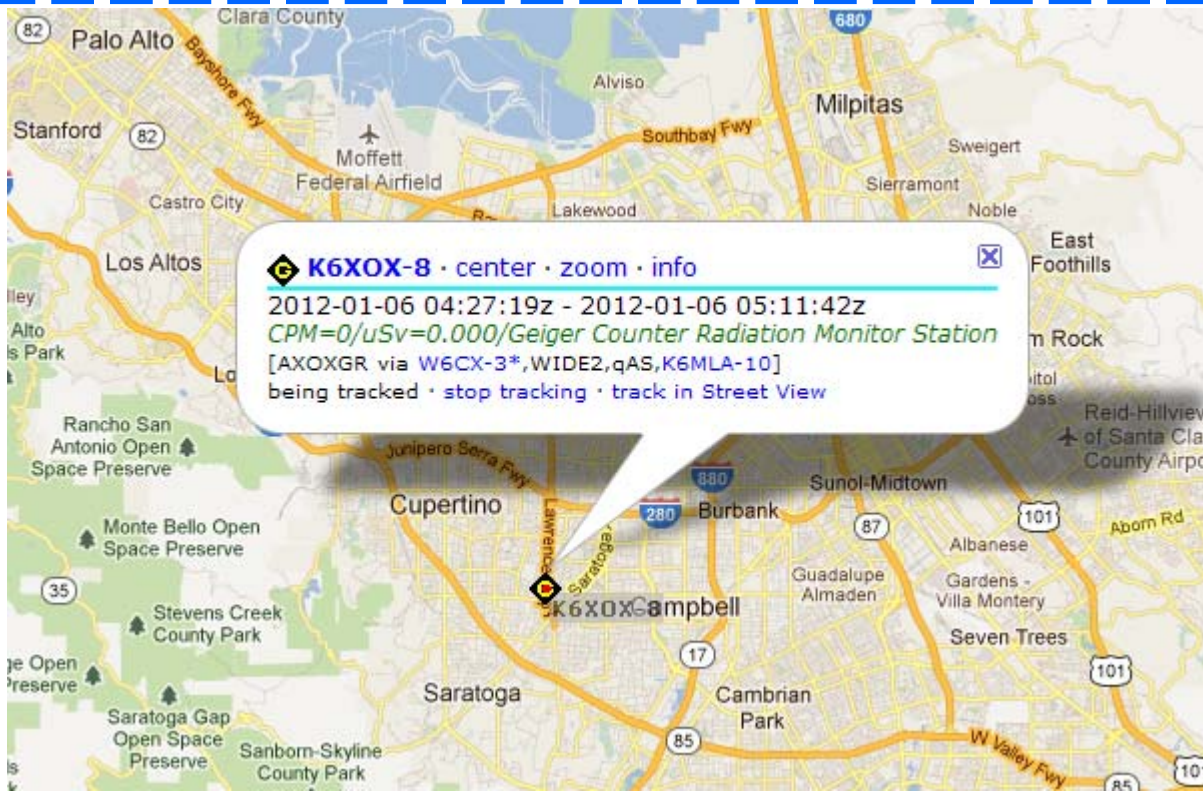 Clara County
82
Palo Alto
Bayshore Fwy
680
Alviso
Milpitas
Stanford
82
Moffett
Federal Airfield
Southbay Fwy
Sweigert
Sierramont
Castro City
Lakewood
Noble
Los Altos
East
Foothills
K6XOX-8 · center · zoom · info
2012-01-06 04:27:19z - 2012-01-06 05:11:42z
CPM=0/uSv=0.000/Geiger Counter Radiation Monitor Station
[AXOXGR via W6CX-3*,WIDE2,qAS,K6MLA-10]
being tracked · stop tracking · track in Street View
Alto
s Park
m Rock
Rancho San
Antonio Open
Space Preserve
Junipero Serra Fwy
Reid-Hillview
of Santa Cla
County Airpo
880
Sunol-Midtown
Cupertino
Lawrence
280
Burbank
87
101
Aborn Rd
Monte Bello Open
Space Preserve
Saratoga
Albanese
35
Guadalupe
Almaden
Gardens -
Villa Montery
Stevens Creek
County Park
K6XOX-8
ampbell
Seven Trees
17
101
ge Open
Preserve
Saratoga
Cambrian
Park
Saratoga Gap
Open Space
Preserve
Sanborn-Skyline
County Park
85
W Valley Fwy
85